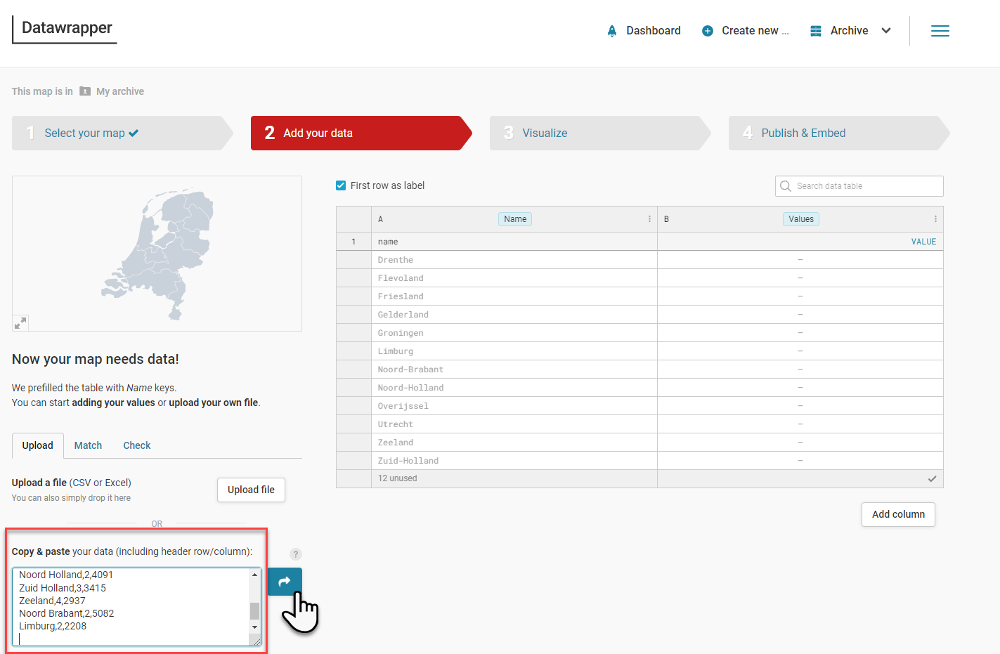 Datawrapper
Dashboard
Create new ...
Archive
This map is in My archive
1 Select your map
2 Add your data
3 Visualize
4 Publish & Embed
First row as label
Search data table
A Name B Values
1 name VALUE
Drenthe –
Flevoland –
Friesland –
Gelderland –
Groningen –
Limburg –
Noord-Brabant –
Noord-Holland –
Overijssel –
Utrecht –
Zeeland –
Zuid-Holland –
12 unused
Add column
Now your map needs data!
We prefilled the table with Name keys.
You can start adding your values or upload your own file.
Upload Match Check
Upload a file (CSV or Excel)
You can also simply drop it here
Upload file
OR
Copy & paste your data (including header row/column):
?
Noord Holland,2,4091
Zuid Holland,3,3415
Zeeland,4,2937
Noord Brabant,2,5082
Limburg,2,2208